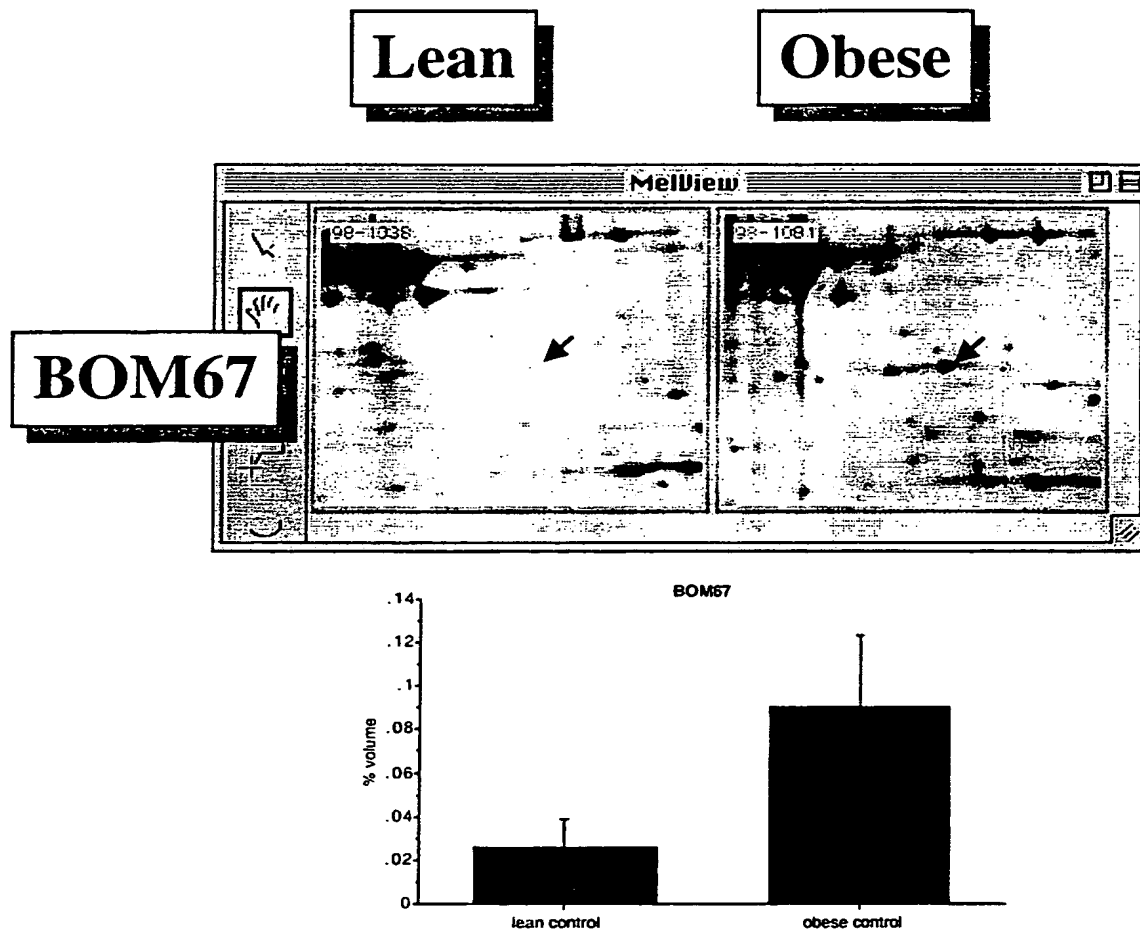 Lean
Obese
MelView
98-1038
98-1081
BOM67
BOM67
.14
.12
.1
.08
.06
.04
.02
0
% volume
lean control
obese control